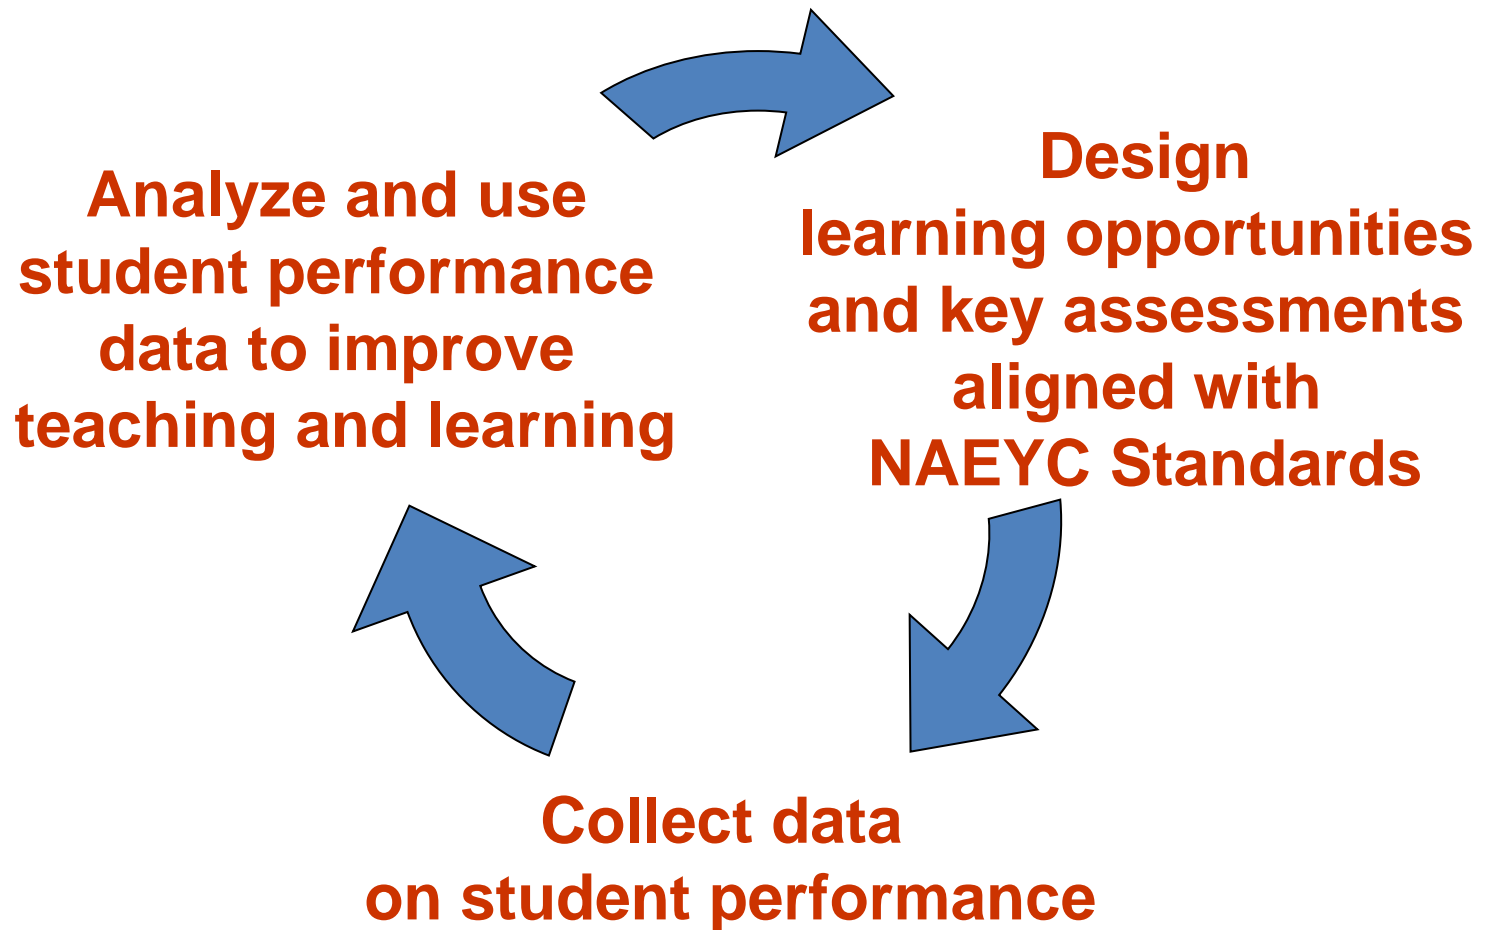 Analyze and use
student performance
data to improve
teaching and learning
Design
learning opportunities
and key assessments
aligned with
NAEYC Standards
Collect data
on student performance